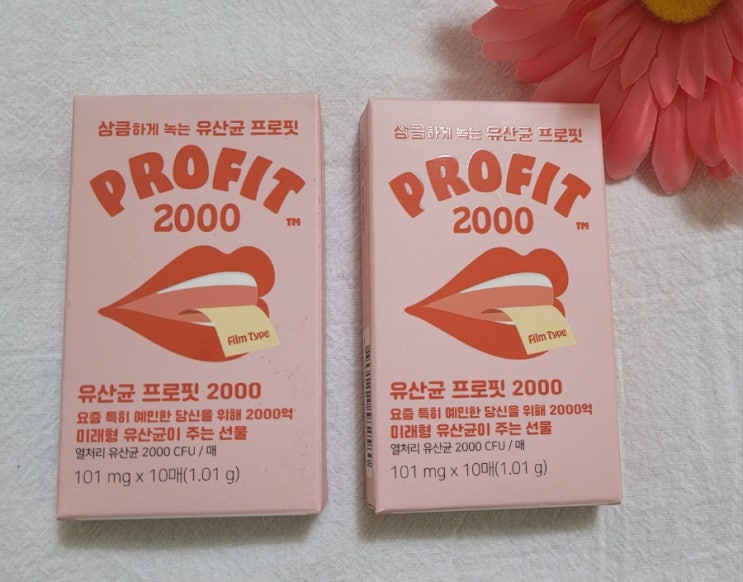 상큼하게 녹는 유산균 프로핏
PROFIT
2000 ™
Film Type
유산균 프로핏 2000
요즘 특히 예민한 당신을 위해 2000억
미래형 유산균이 주는 선물
열처리 유산균 2000 CFU / 매
101 mg x 10매(1.01 g)
상큼하게 녹는 유산균 프로핏
PROFIT
2000 ™
Film Type
유산균 프로핏 2000
요즘 특히 예민한 당신을 위해 2000억
미래형 유산균이 주는 선물
열처리 유산균 2000 CFU / 매
101 mg x 10매(1.01 g)